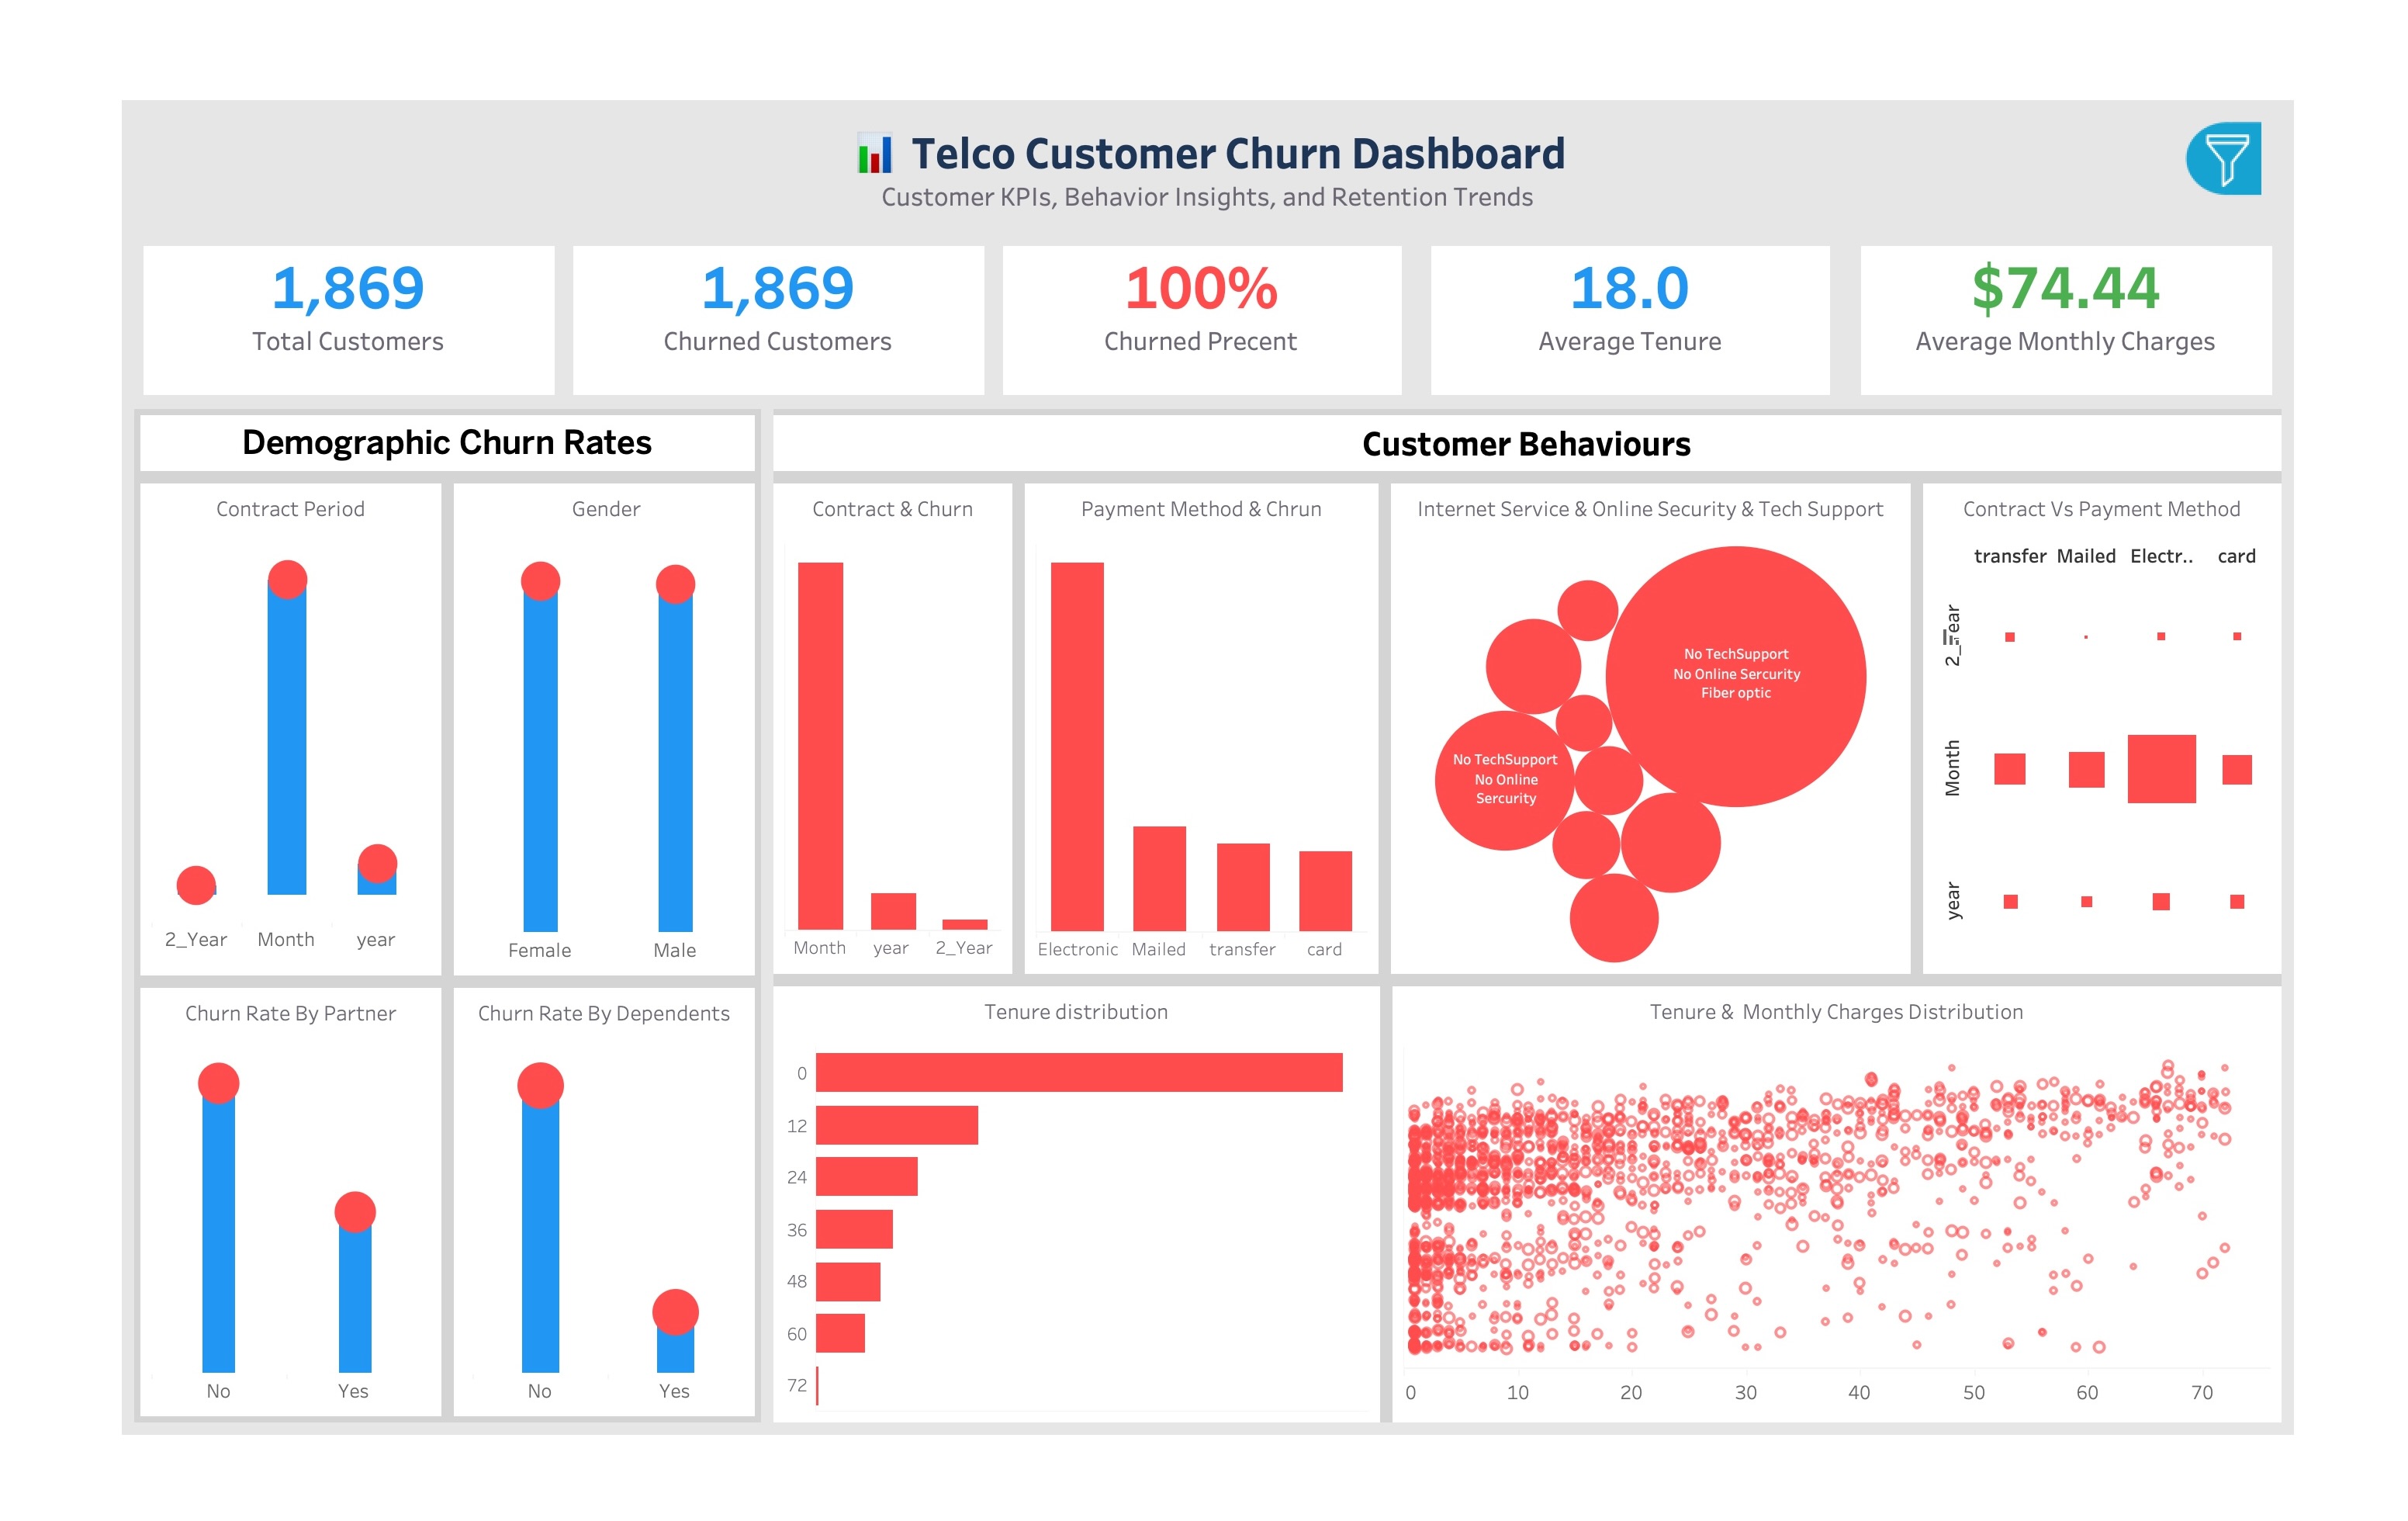 Telco Customer Churn Dashboard
Customer KPIs, Behavior Insights, and Retention Trends
1,869
Total Customers
1,869
Churned Customers
100%
Churned Precent
18.0
Average Tenure
$74.44
Average Monthly Charges
Demographic Churn Rates
Customer Behaviours
Contract Period
2_Year
Month
year
Gender
Female
Male
Contract & Churn
Month
year
2_Year
Payment Method & Chrun
Electronic
Mailed
transfer
card
Internet Service & Online Security & Tech Support
No TechSupport
No Online Sercurity
Fiber optic
No TechSupport
No Online
Sercurity
Contract Vs Payment Method
transfer Mailed Electr.. card
Month
year
Churn Rate By Partner
No
Yes
Churn Rate By Dependents
No
Yes
Tenure distribution
0
12
24
36
48
60
72
Tenure & Monthly Charges Distribution
0 10 20 30 40 50 60 70